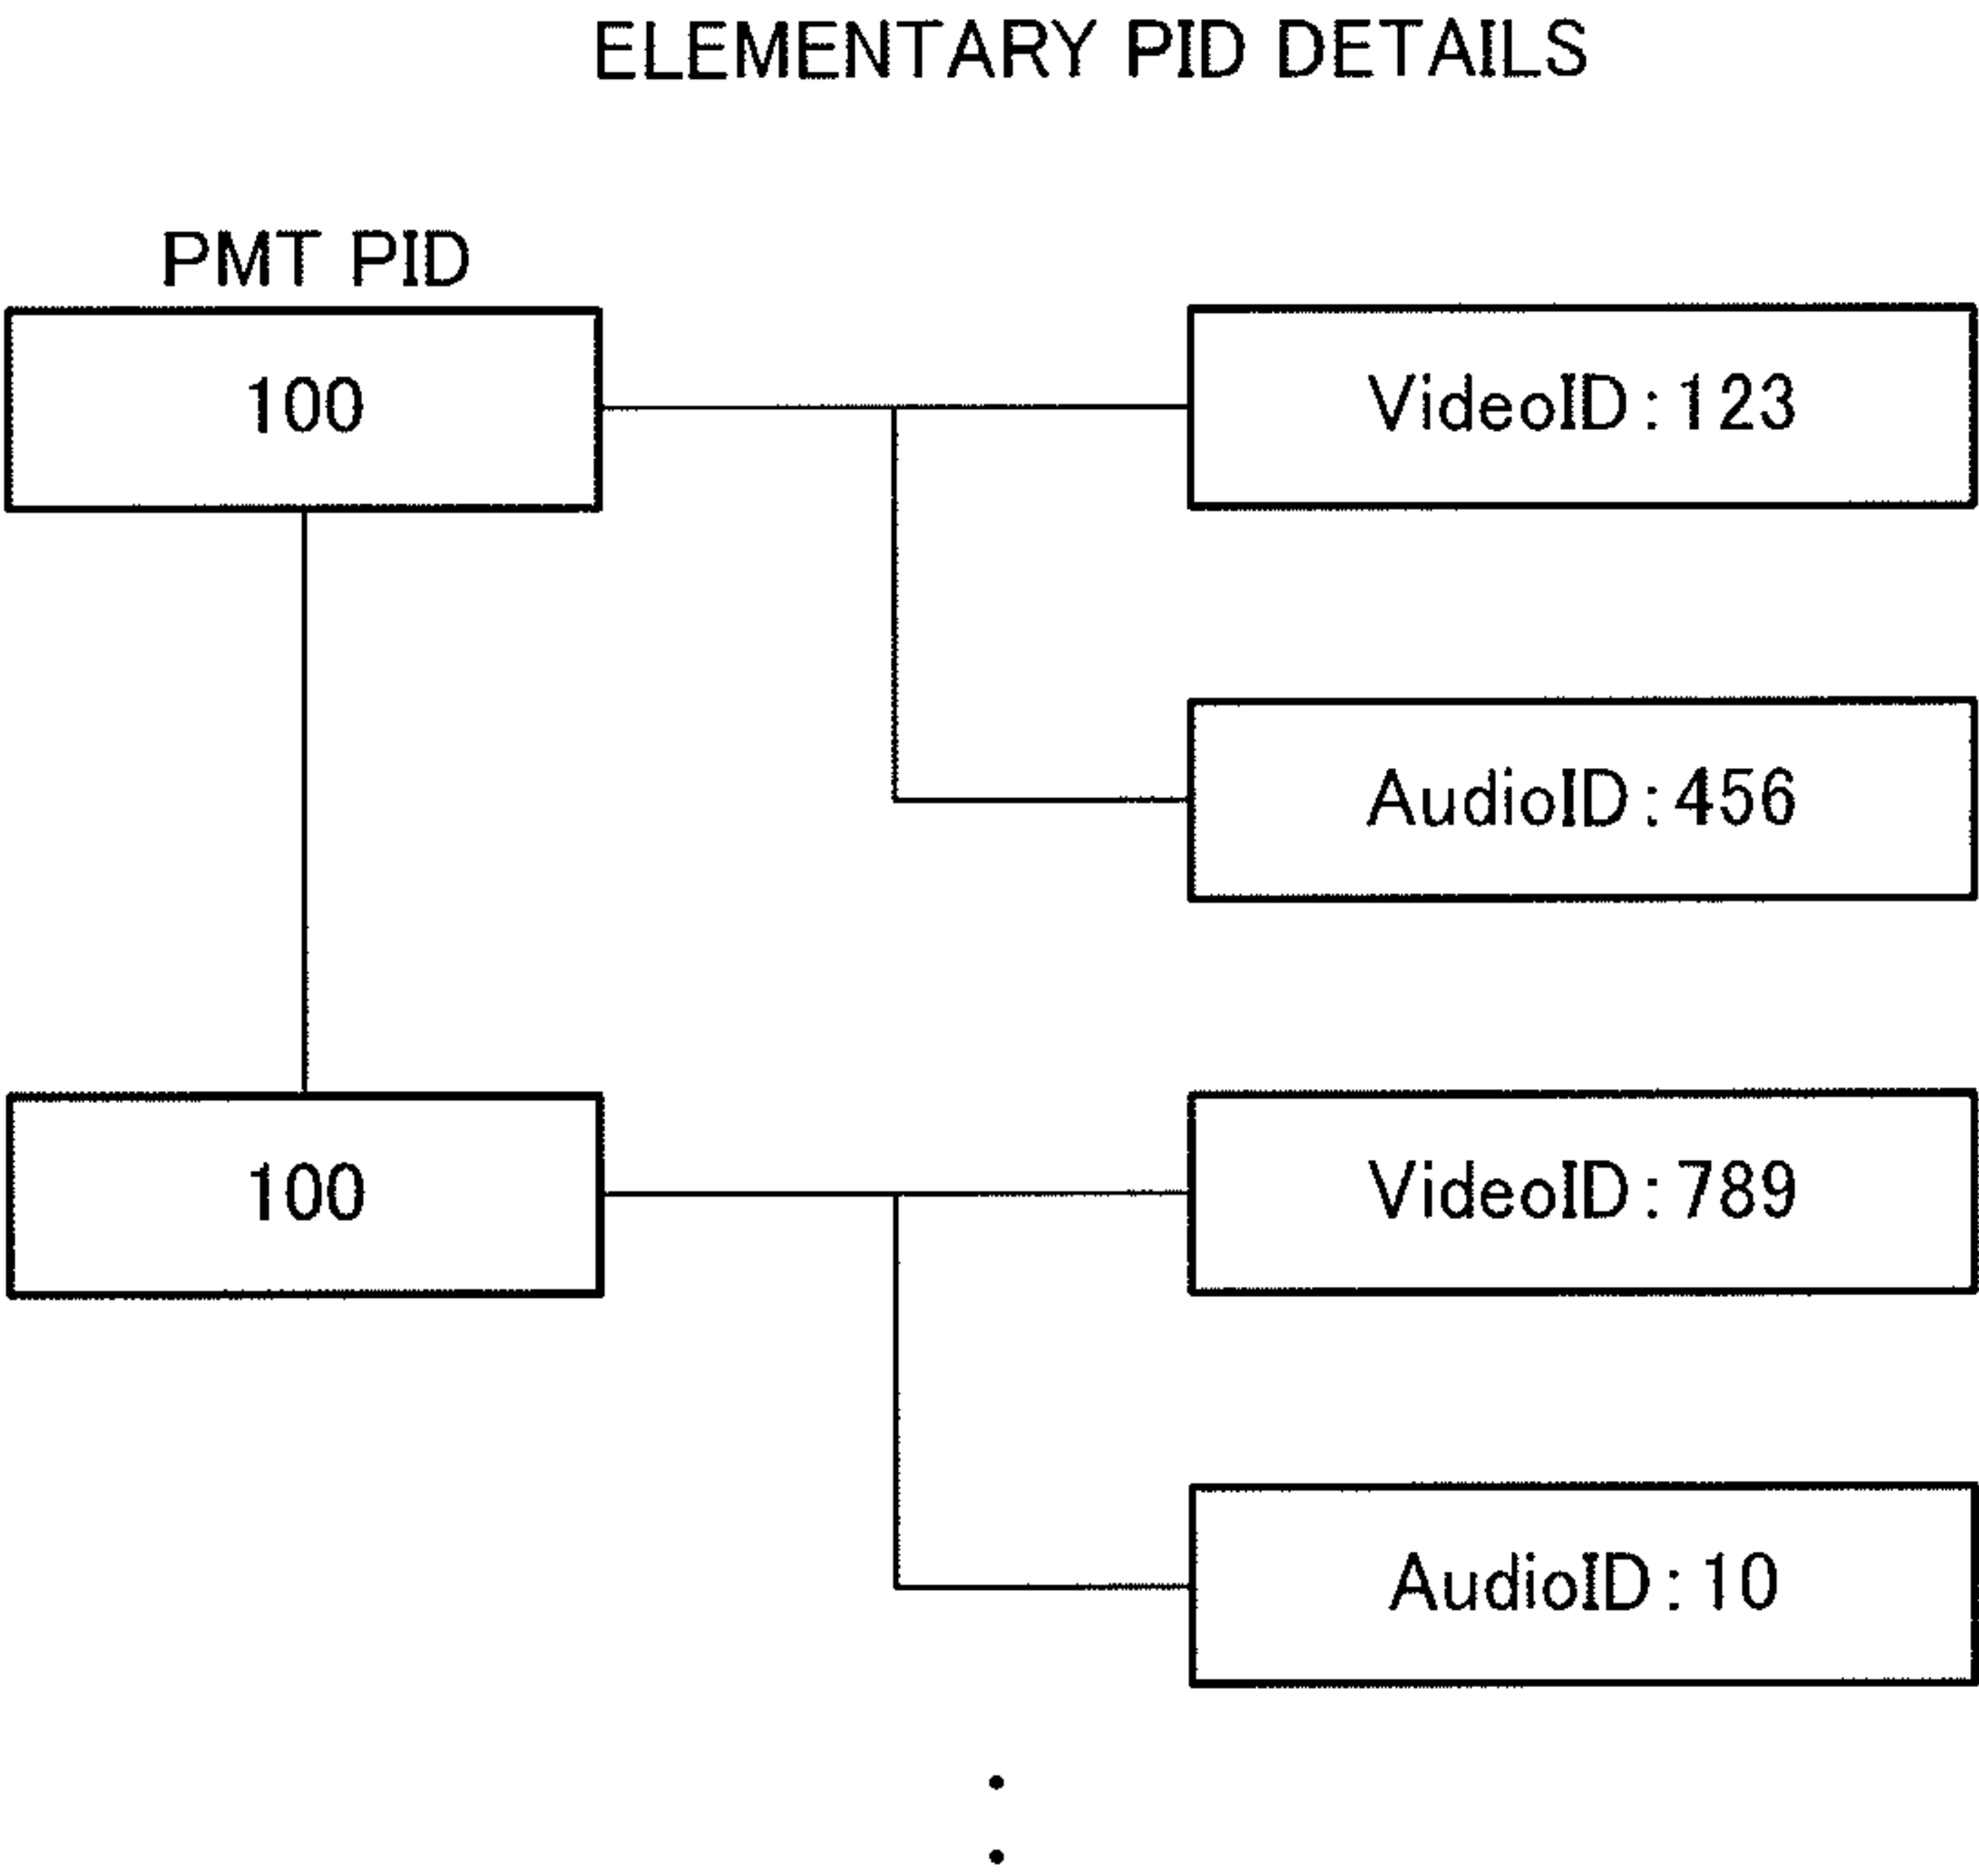 ELEMENTARY PID DETAILS
PMT PID
100
VideoID:123
AudioID:456
100
VideoID:789
AudioID:10